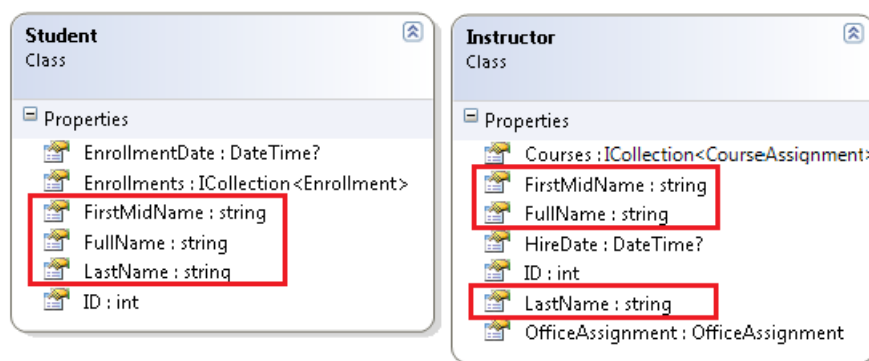 Student
Class
Properties
EnrollmentDate : DateTime?
Enrollments : ICollection<Enrollment>
FirstMidName : string
FullName : string
LastName : string
ID : int
Instructor
Class
Properties
Courses : ICollection<CourseAssignment>
FirstMidName : string
FullName : string
HireDate : DateTime?
ID : int
LastName : string
OfficeAssignment : OfficeAssignment